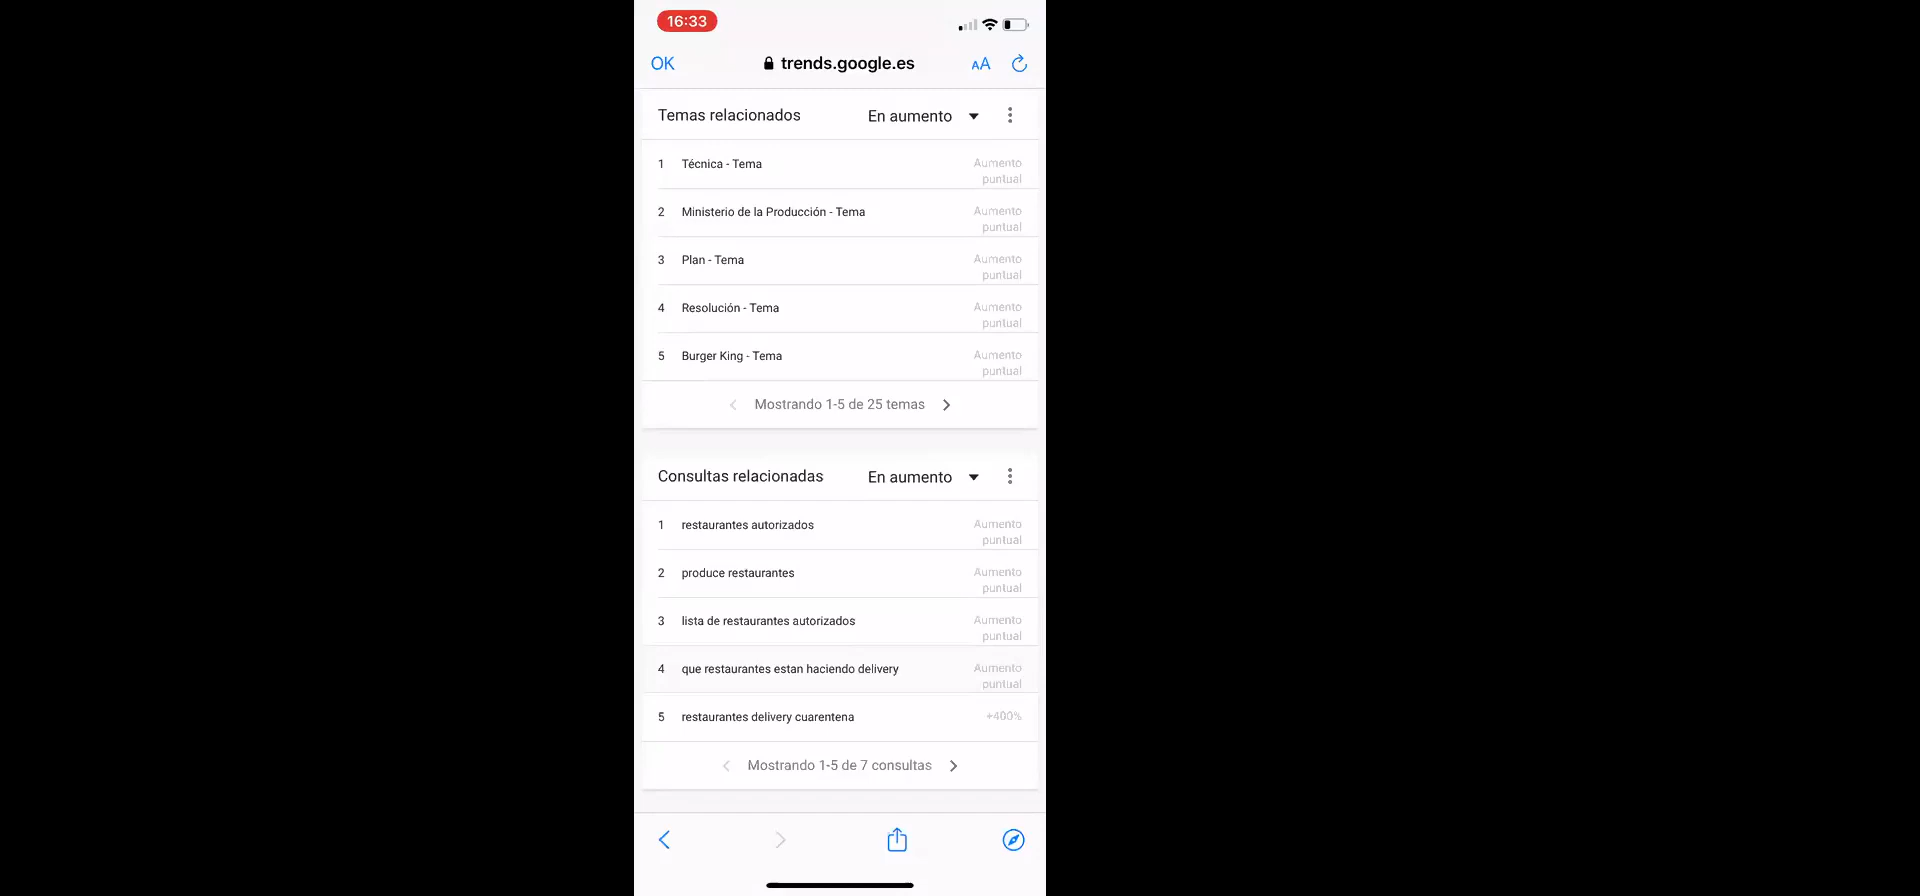 16:33
OK
trends.google.es
AA
Temas relacionados
En aumento
1 Técnica - Tema Aumento
puntual
2 Ministerio de la Producción - Tema Aumento
puntual
3 Plan - Tema Aumento
puntual
4 Resolución - Tema Aumento
puntual
5 Burger King - Tema Aumento
puntual
Mostrando 1-5 de 25 temas
Consultas relacionadas
En aumento
1 restaurantes autorizados Aumento
puntual
2 produce restaurantes Aumento
puntual
3 lista de restaurantes autorizados Aumento
puntual
4 que restaurantes estan haciendo delivery Aumento
puntual
5 restaurantes delivery cuarentena +400%
Mostrando 1-5 de 7 consultas